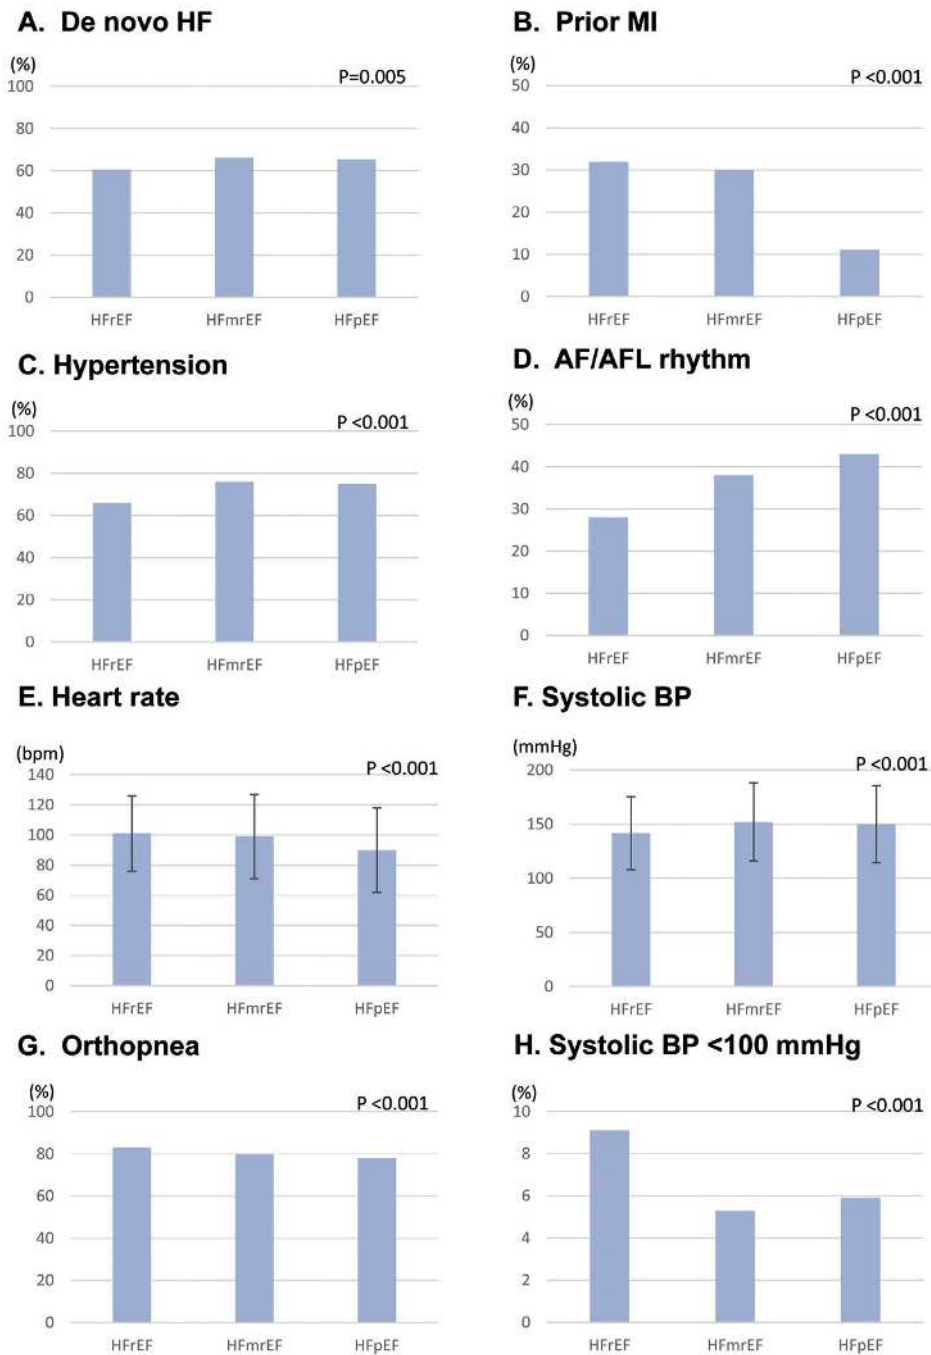 A. De novo HF
(%)
P=0.005
100
80
60
40
20
0
HFrEF HFmrEF HFpEF
B. Prior MI
(%)
P <0.001
50
40
30
20
10
0
HFrEF HFmrEF HFpEF
C. Hypertension
(%)
P <0.001
100
80
60
40
20
0
HFrEF HFmrEF HFpEF
D. AF/AFL rhythm
(%)
P <0.001
50
40
30
20
10
0
HFrEF HFmrEF HFpEF
E. Heart rate
(bpm)
P <0.001
140
120
100
80
60
40
20
0
HFrEF HFmrEF HFpEF
F. Systolic BP
(mmHg)
P <0.001
200
150
100
50
0
HFrEF HFmrEF HFpEF
G. Orthopnea
(%)
P <0.001
100
80
60
40
20
0
HFrEF HFmrEF HFpEF
H. Systolic BP <100 mmHg
(%)
P <0.001
10
8
6
4
2
0
HFrEF HFmrEF HFpEF